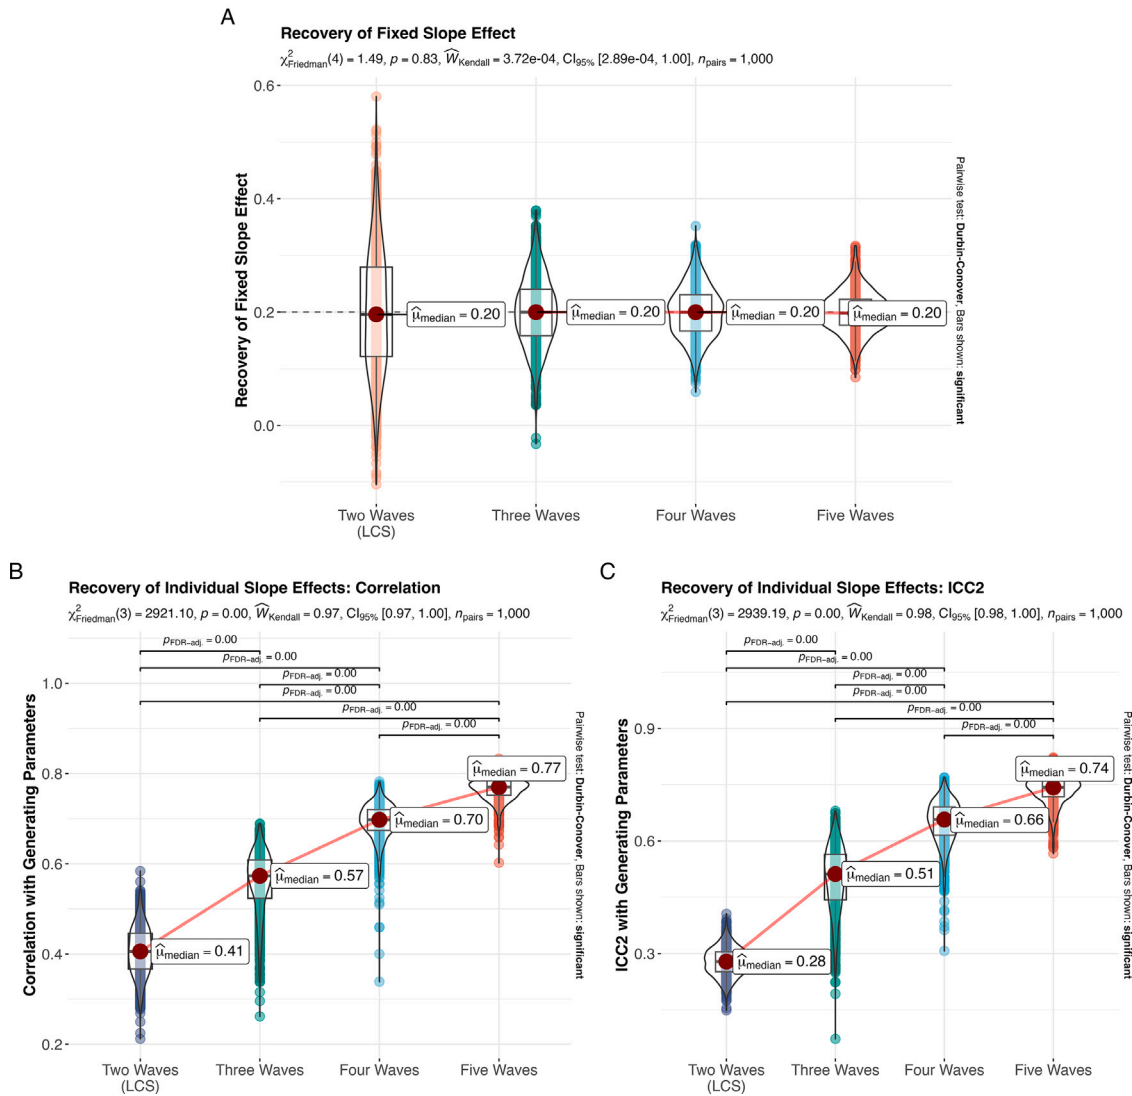 A
Recovery of Fixed Slope Effect
χ²Friedman(4) = 1.49, p = 0.83, ŴKendall = 3.72e-04, CI95% [2.89e-04, 1.00], npairs = 1,000
Recovery of Fixed Slope Effect
0.6
0.4
0.2
0.0
μ̂median = 0.20
μ̂median = 0.20
μ̂median = 0.20
μ̂median = 0.20
Pairwise test: Durbin-Conover, Bars shown: significant
Two Waves
(LCS)
Three Waves
Four Waves
Five Waves
B
Recovery of Individual Slope Effects: Correlation
χ²Friedman(3) = 2921.10, p = 0.00, ŴKendall = 0.97, CI95% [0.97, 1.00], npairs = 1,000
pFDR−adj. = 0.00
pFDR−adj. = 0.00
pFDR−adj. = 0.00
pFDR−adj. = 0.00
pFDR−adj. = 0.00
pFDR−adj. = 0.00
Correlation with Generating Parameters
1.0
0.8
0.6
0.4
0.2
μ̂median = 0.41
μ̂median = 0.57
μ̂median = 0.70
μ̂median = 0.77
Pairwise test: Durbin-Conover, Bars shown: significant
Two Waves
(LCS)
Three Waves
Four Waves
Five Waves
C
Recovery of Individual Slope Effects: ICC2
χ²Friedman(3) = 2939.19, p = 0.00, ŴKendall = 0.98, CI95% [0.98, 1.00], npairs = 1,000
pFDR−adj. = 0.00
pFDR−adj. = 0.00
pFDR−adj. = 0.00
pFDR−adj. = 0.00
pFDR−adj. = 0.00
pFDR−adj. = 0.00
ICC2 with Generating Parameters
0.9
0.6
0.3
μ̂median = 0.28
μ̂median = 0.51
μ̂median = 0.66
μ̂median = 0.74
Pairwise test: Durbin-Conover, Bars shown: significant
Two Waves
(LCS)
Three Waves
Four Waves
Five Waves